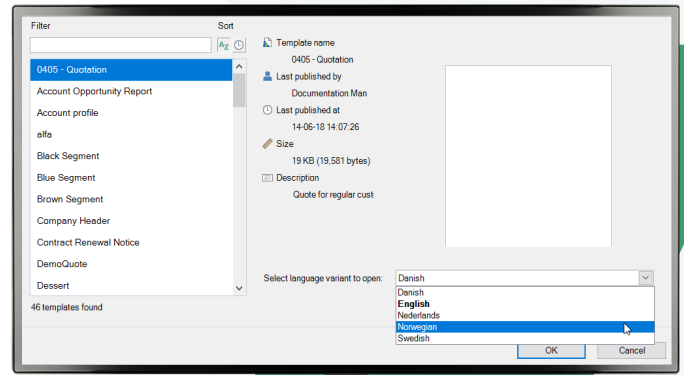 Filter
Sort
AZ
0405 - Quotation
Account Opportunity Report
Account profile
alfa
Black Segment
Blue Segment
Brown Segment
Company Header
Contract Renewal Notice
DemoQuote
Dessert
46 templates found
Template name
0405 - Quotation
Last published by
Documentation Man
Last published at
14-06-18 14:07:26
Size
19 KB (19,581 bytes)
Description
Quote for regular cust
Select language variant to open:
Danish
Danish
English
Nederlands
Norwegian
Swedish
OK
Cancel